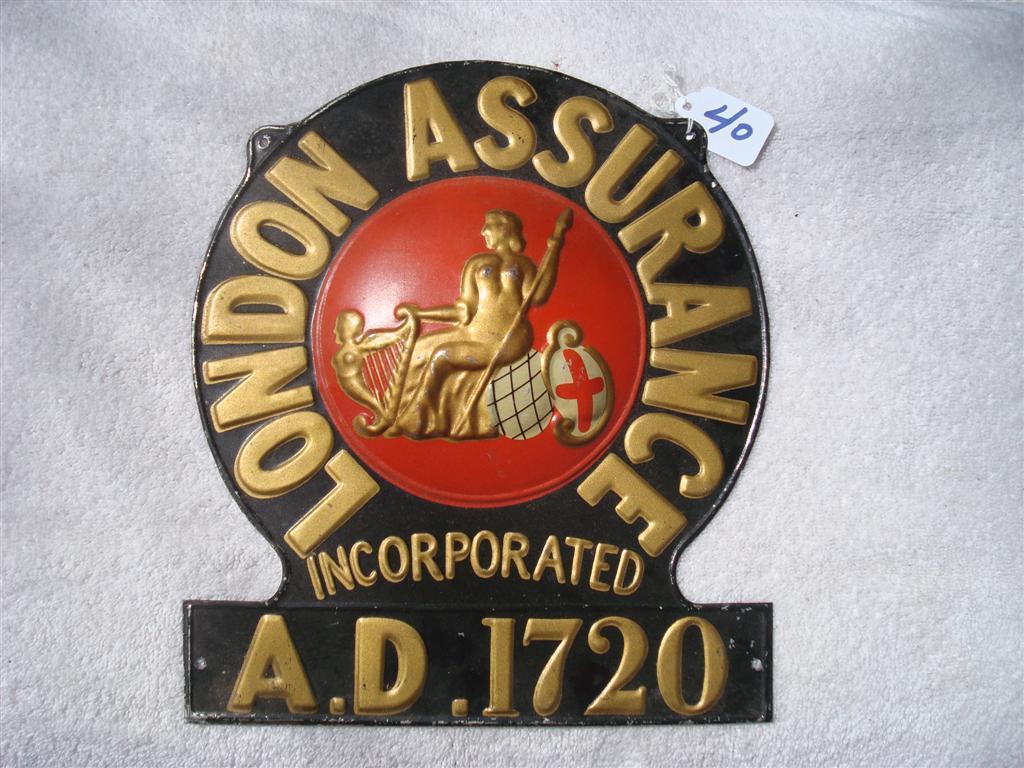 LONDON ASSURANCE
INCORPORATED
A.D.1720
40